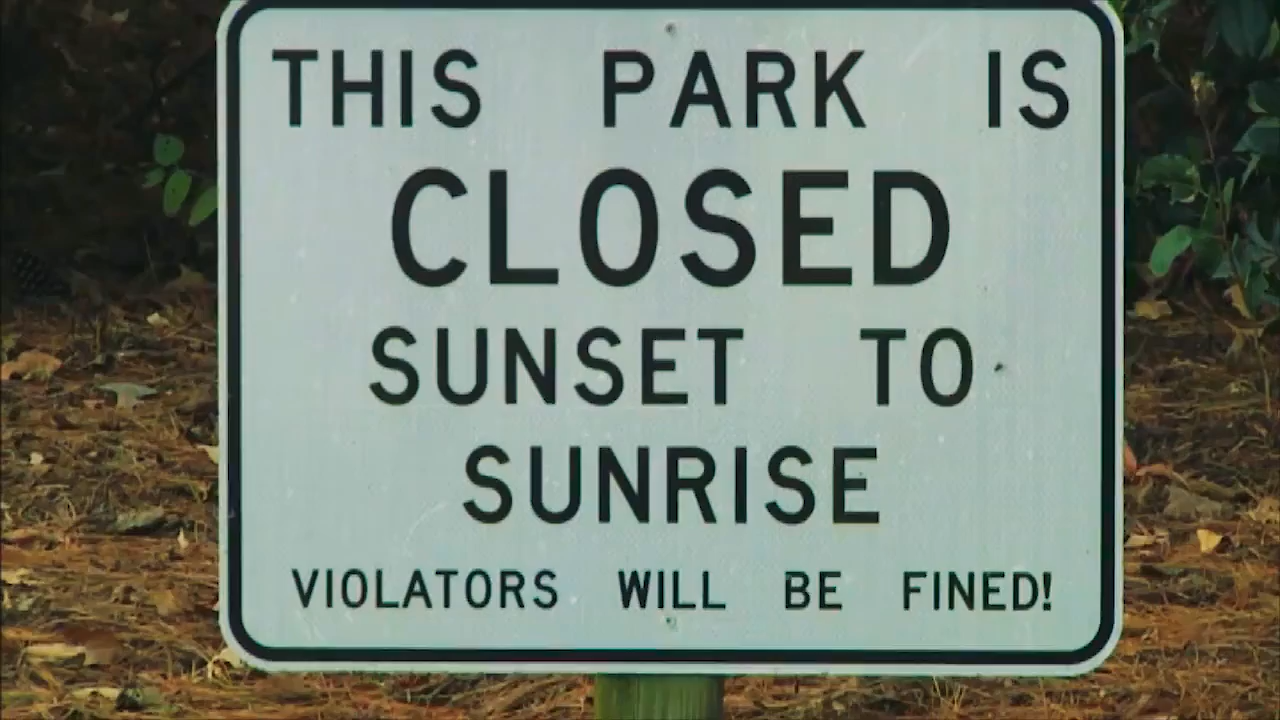 THIS PARK IS
CLOSED
SUNSET TO
SUNRISE
VIOLATORS WILL BE FINED!